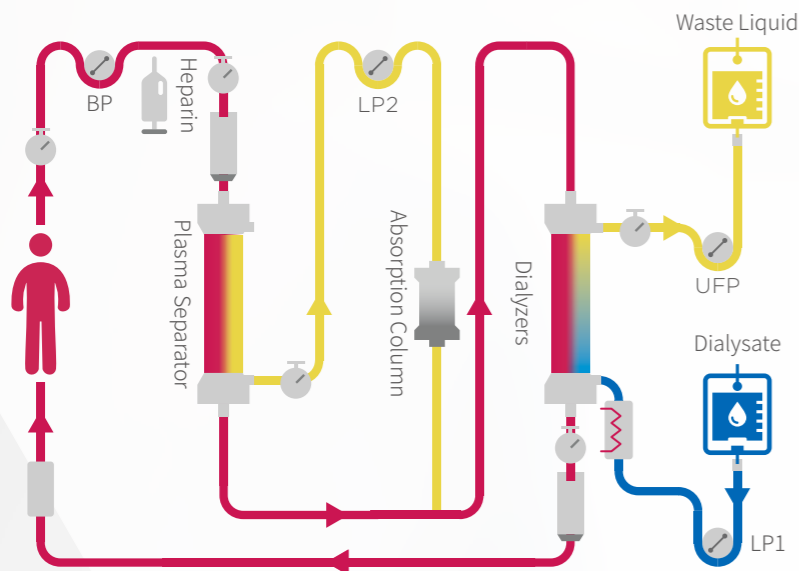 Waste Liquid
BP
Heparin
LP2
Plasma Separator
Absorption Column
Dialyzers
UFP
Dialysate
LP1